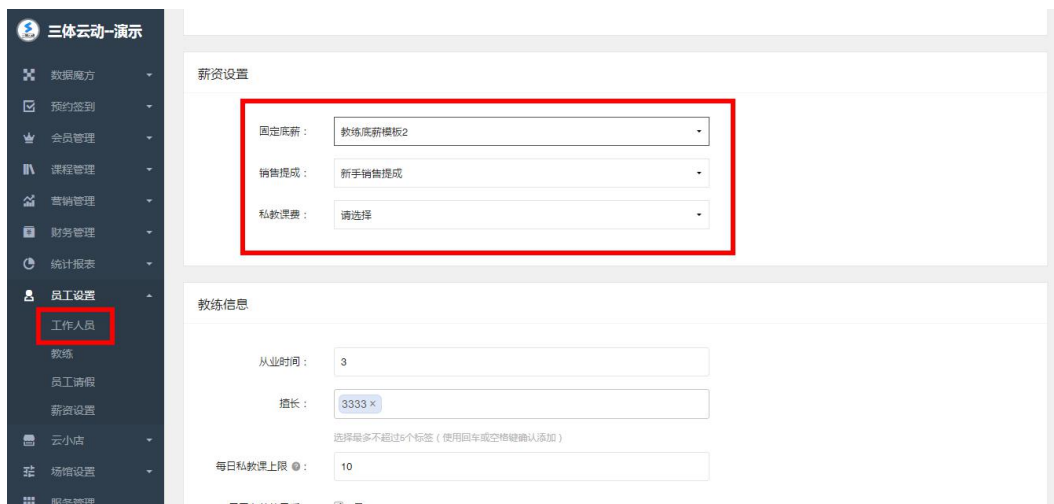 三体云动--演示
数据魔方
预约签到
会员管理
课程管理
营销管理
财务管理
统计报表
员工设置
工作人员
教练
员工请假
薪资设置
云小店
场馆设置
服务管理
薪资设置
固定底薪：
教练底薪模板2
销售提成：
新手销售提成
私教课费：
请选择
教练信息
从业时间：
3
擅长：
3333 ×
选择最多不超过5个标签（使用回车或空格键确认添加）
每日私教课上限：
10